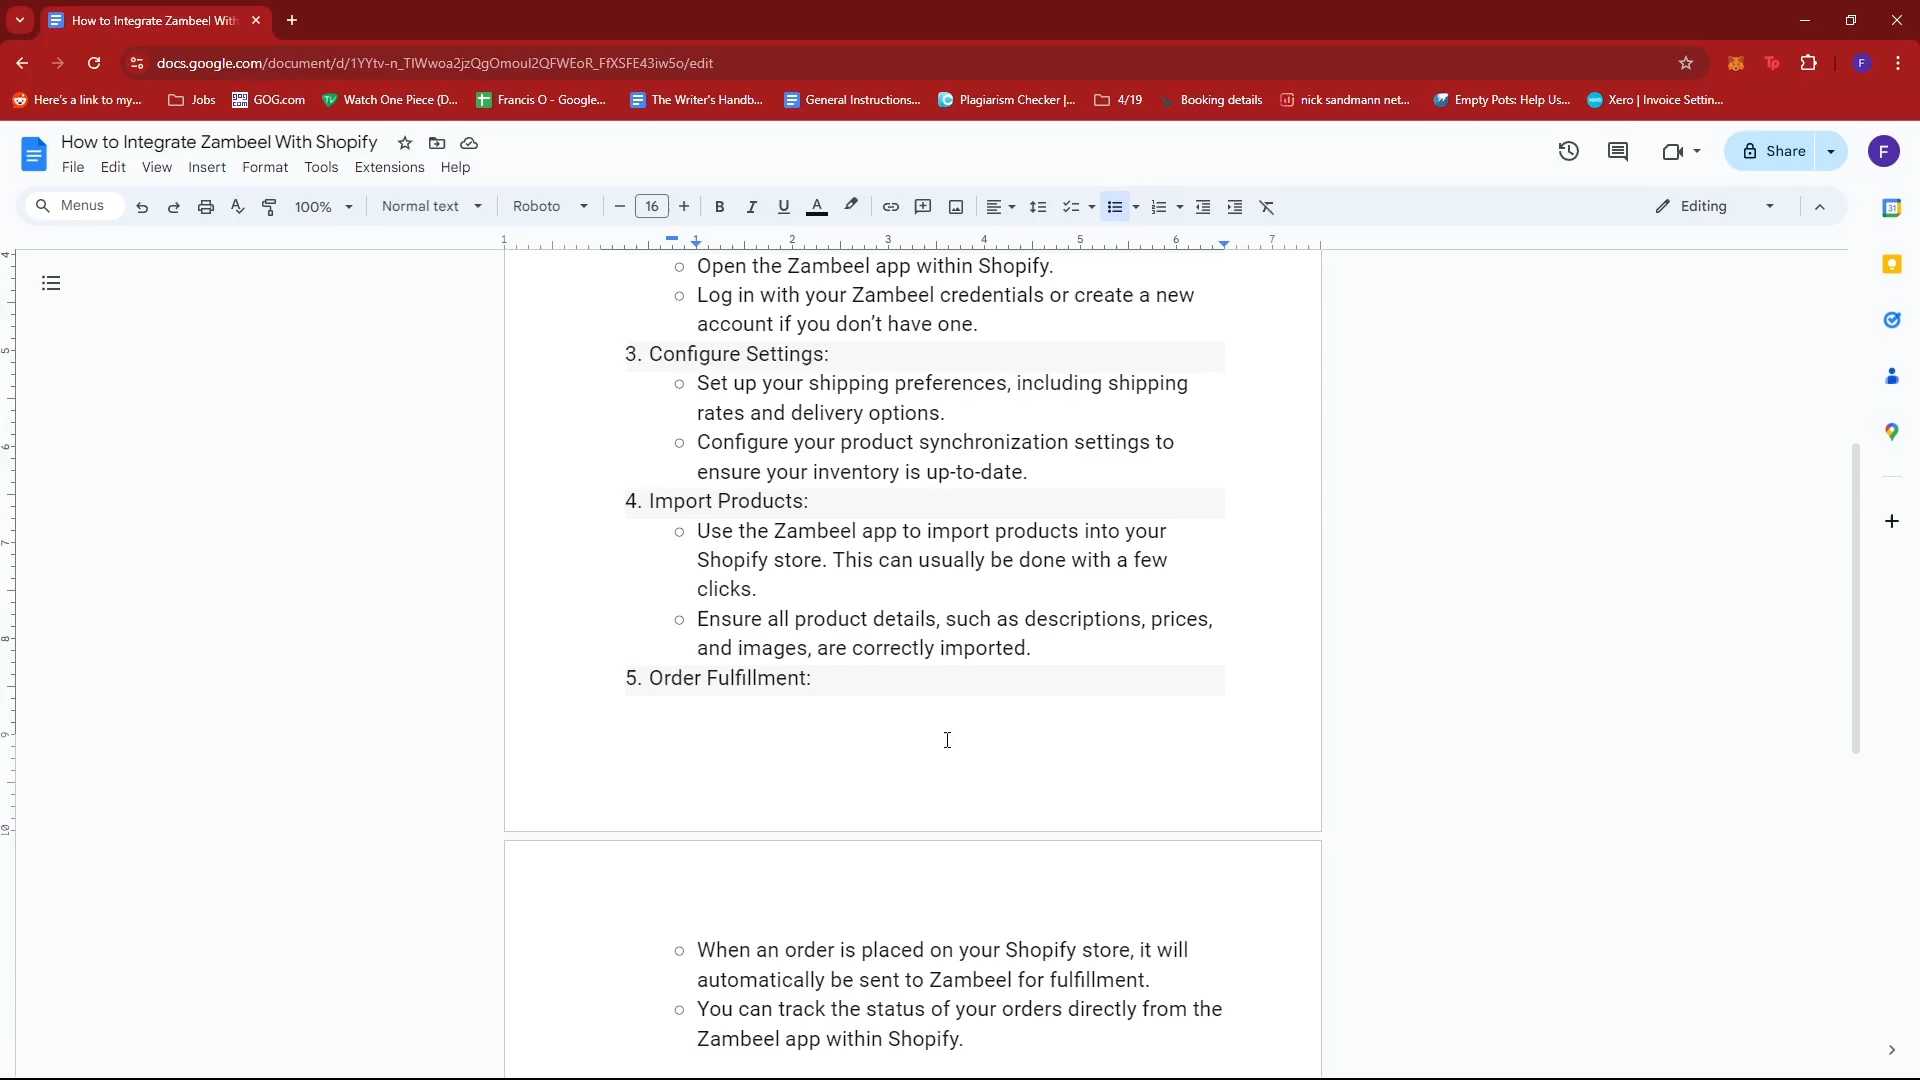 How to Integrate Zambeel With
docs.google.com/document/d/1YYtv-n_TIWwoa2jzQgOmoul2QFWEoR_FfXSFE43iw5o/edit
Here's a link to my... Jobs GOG.com Watch One Piece (D... Francis O - Google... The Writer's Handb... General Instructions... Plagiarism Checker |... 4/19 Booking details nick sandmann net... Empty Pots: Help Us... Xero | Invoice Settin...
How to Integrate Zambeel With Shopify
File Edit View Insert Format Tools Extensions Help
Share
F
Menus 100% Normal text Roboto 16 Editing
1 1 2 3 4 5 6 7
Open the Zambeel app within Shopify.
Log in with your Zambeel credentials or create a new
account if you don't have one.
3. Configure Settings:
Set up your shipping preferences, including shipping
rates and delivery options.
Configure your product synchronization settings to
ensure your inventory is up-to-date.
4. Import Products:
Use the Zambeel app to import products into your
Shopify store. This can usually be done with a few
clicks.
Ensure all product details, such as descriptions, prices,
and images, are correctly imported.
5. Order Fulfillment:
When an order is placed on your Shopify store, it will
automatically be sent to Zambeel for fulfillment.
You can track the status of your orders directly from the
Zambeel app within Shopify.